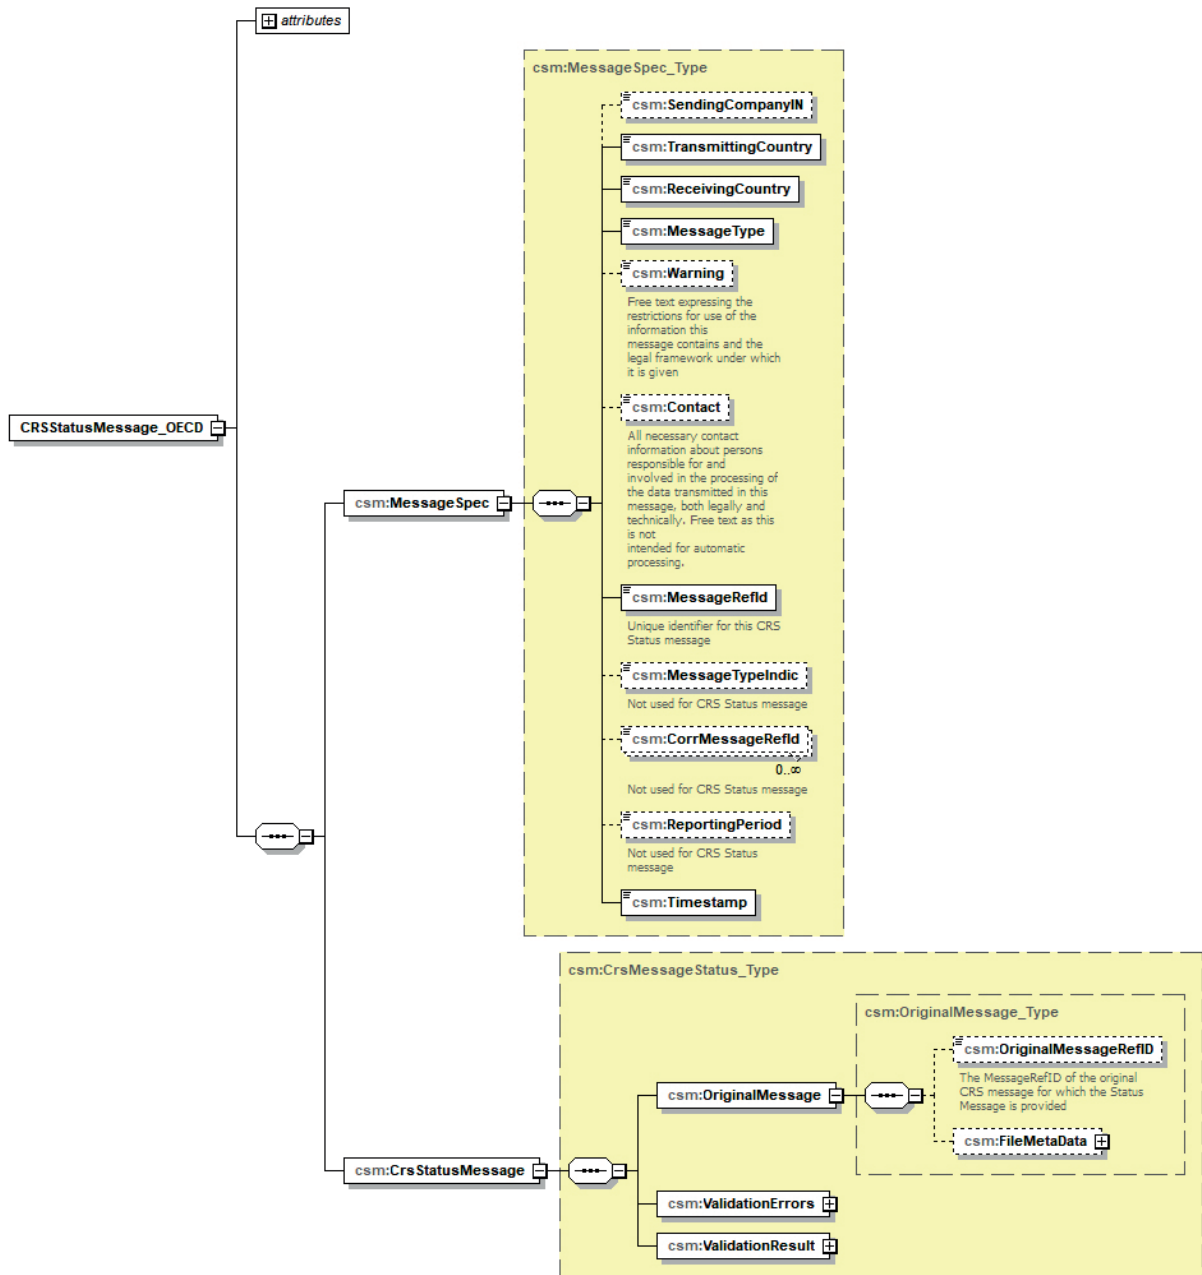 attributes
csm:MessageSpec_Type
csm:SendingCompanyIN
csm:TransmittingCountry
csm:ReceivingCountry
csm:MessageType
csm:Warning
Free text expressing the
restrictions for use of the
information this
message contains and the
legal framework under which
it is given
csm:Contact
All necessary contact
information about persons
responsible for and
involved in the processing of
the data transmitted in this
message, both legally and
technically. Free text as this
is not
intended for automatic
processing.
CRSStatusMessage_OECD
csm:MessageSpec
csm:MessageRefId
Unique identifier for this CRS
Status message
csm:MessageTypeIndic
Not used for CRS Status message
csm:CorrMessageRefId
0..∞
Not used for CRS Status message
csm:ReportingPeriod
Not used for CRS Status
message
csm:Timestamp
csm:CrsMessageStatus_Type
csm:OriginalMessage_Type
csm:OriginalMessageRefID
The MessageRefID of the original
CRS message for which the Status
Message is provided
csm:OriginalMessage
csm:FileMetaData
csm:CrsStatusMessage
csm:ValidationErrors
csm:ValidationResult